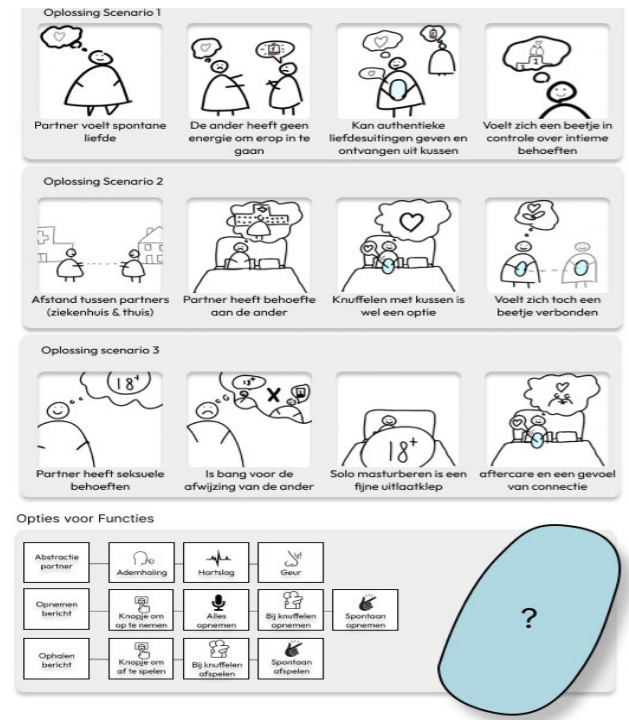 Oplossing Scenario 1
Partner voelt spontane
liefde
De ander heeft geen
energie om erop in te
gaan
Kan authentieke
liefdesuitingen geven en
ontvangen uit kussen
Voelt zich een beetje in
controle over intieme
behoeften
Oplossing Scenario 2
Afstand tussen partners
(ziekenhuis & thuis)
Partner heeft behoefte
aan de ander
Knuffelen met kussen is
wel een optie
Voelt zich toch een
beetje verbonden
Oplossing scenario 3
18+
Partner heeft seksuele
behoeften
18+
X
Is bang voor de
afwijzing van de ander
18+
Solo masturberen is een
fijne uitlaatklep
aftercare en een gevoel
van connectie
Opties voor Functies
Abstractie
partner
Ademhaling
Hartslag
Geur
Opnemen
bericht
Knopje om
op te nemen
Alles
opnemen
Bij knuffelen
opnemen
Spontaan
opnemen
Ophalen
bericht
Knopje om
af te spelen
Bij knuffelen
afspelen
Spontaan
afspelen
?